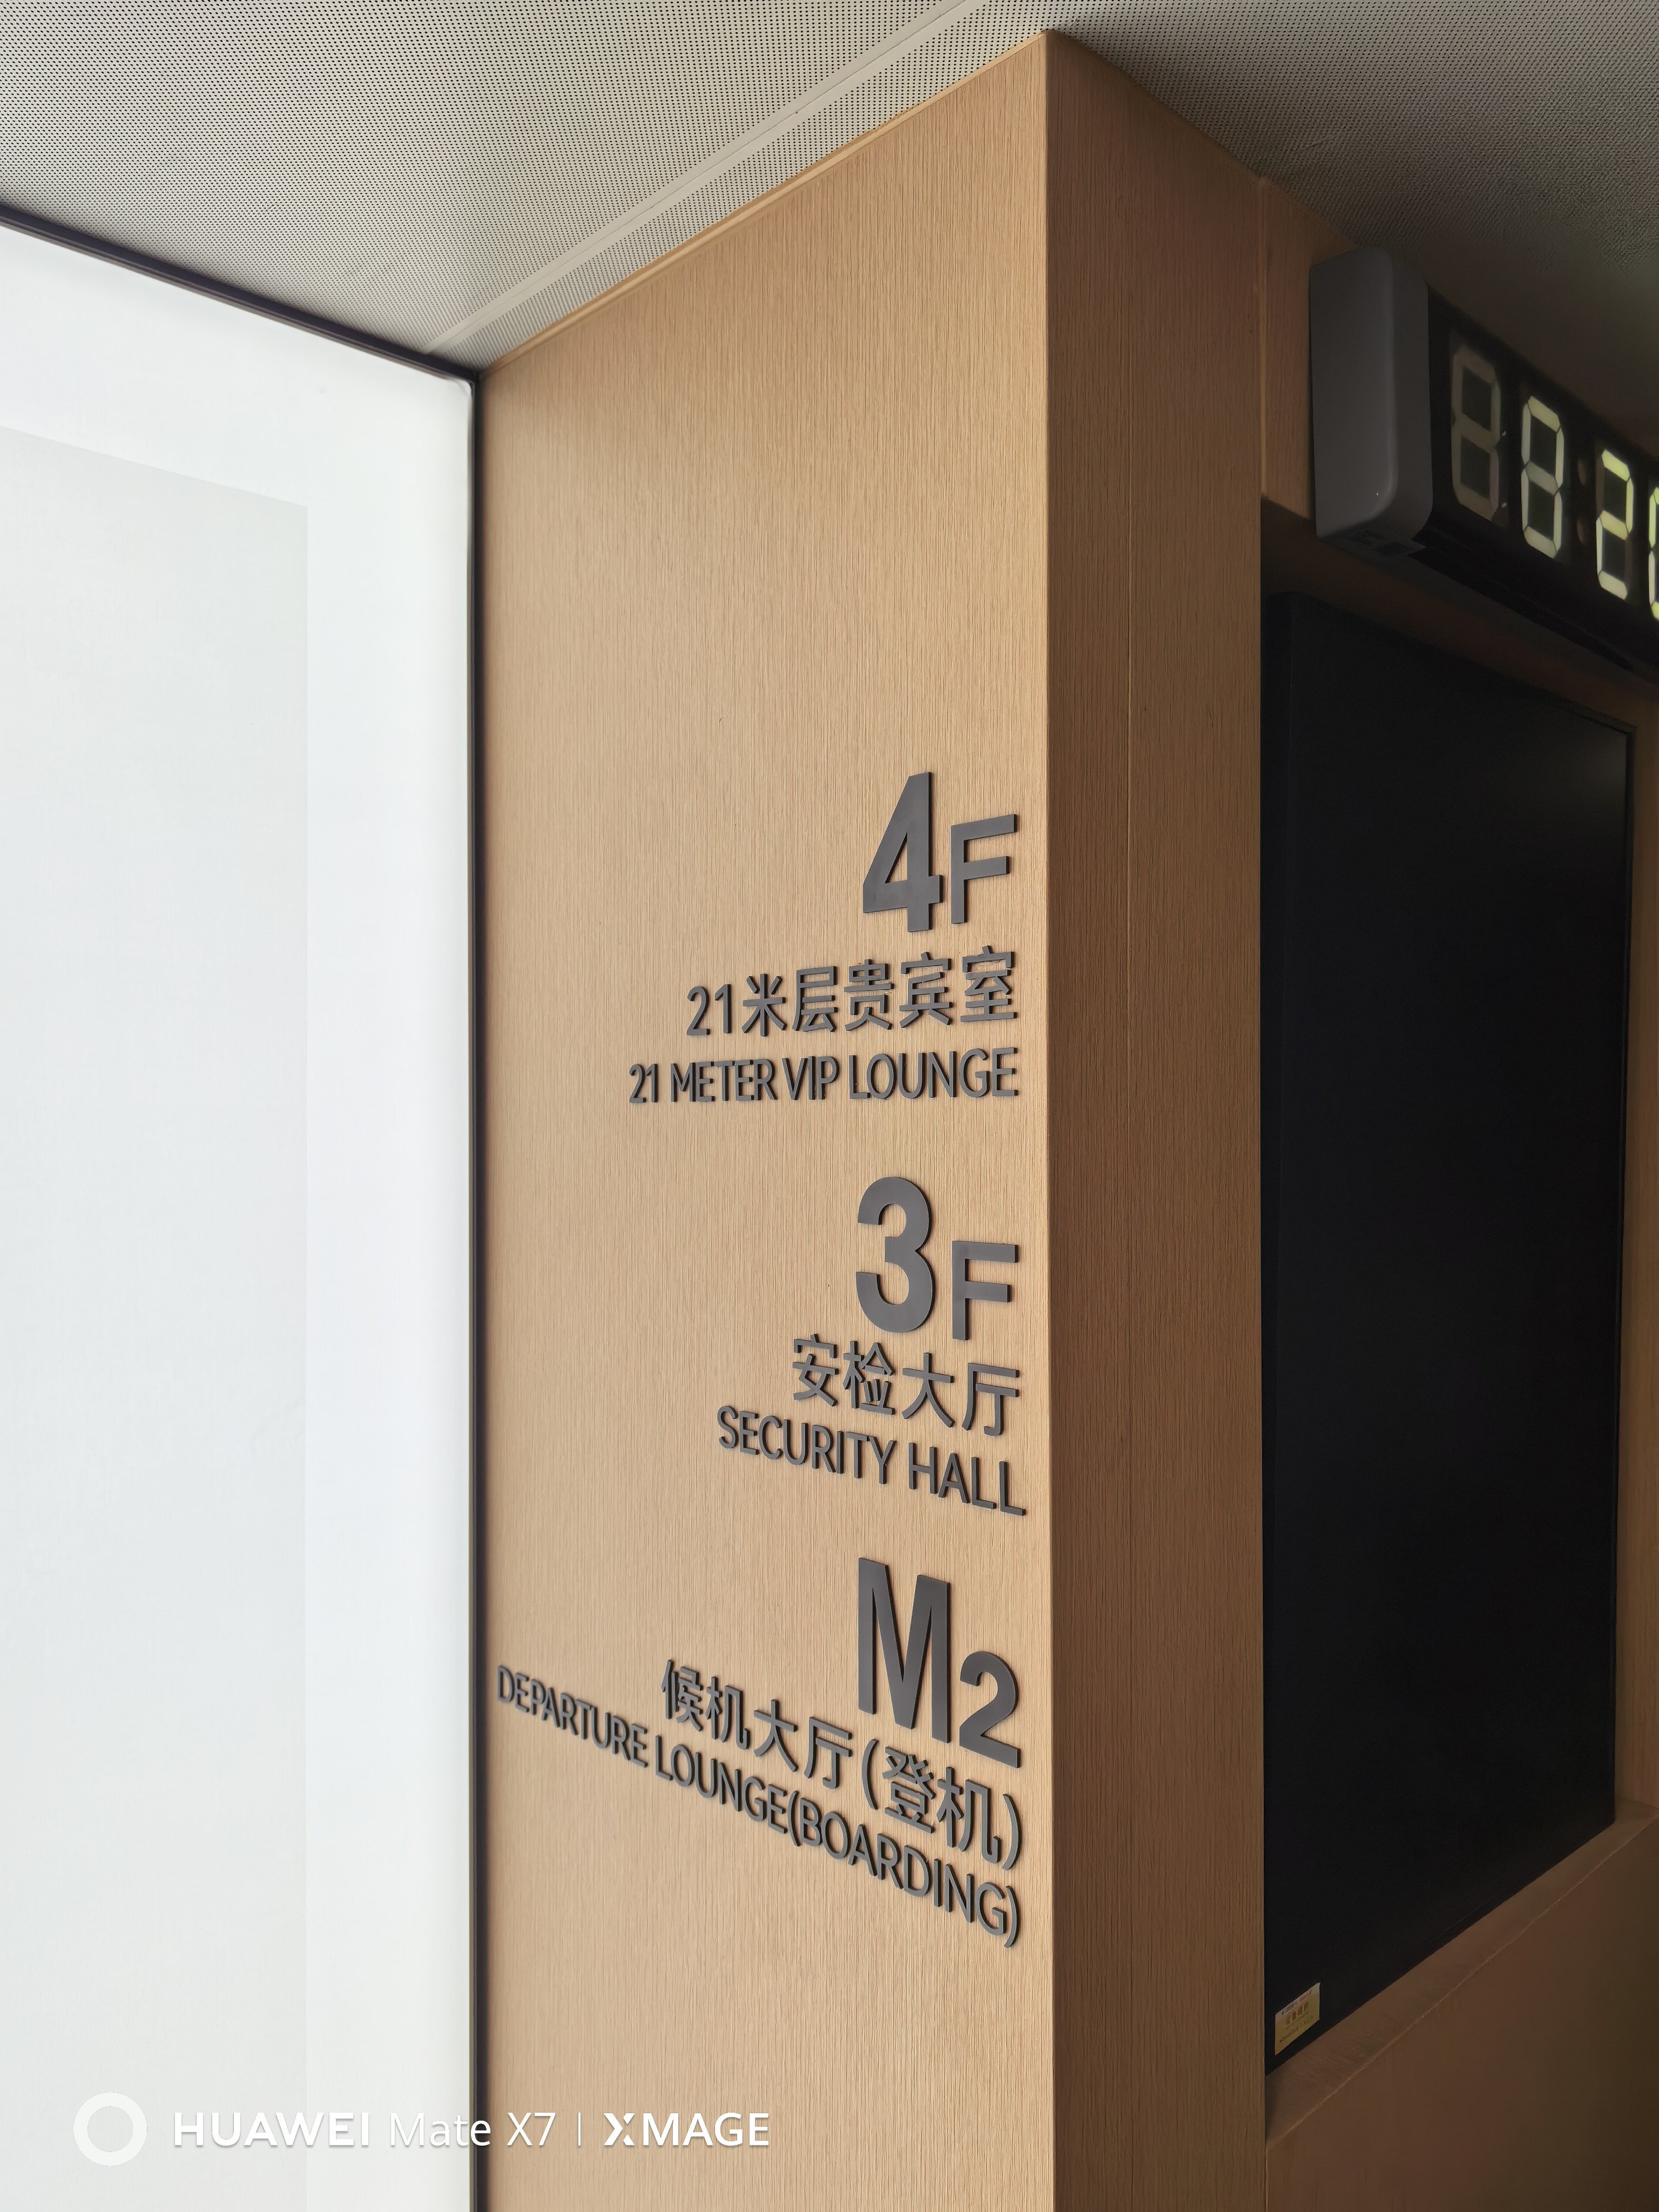 4F
21米层贵宾室
21 METER VIP LOUNGE
3F
安检大厅
SECURITY HALL
M2
候机大厅(登机)
DEPARTURE LOUNGE(BOARDING)
HUAWEI Mate X7 | XMAGE